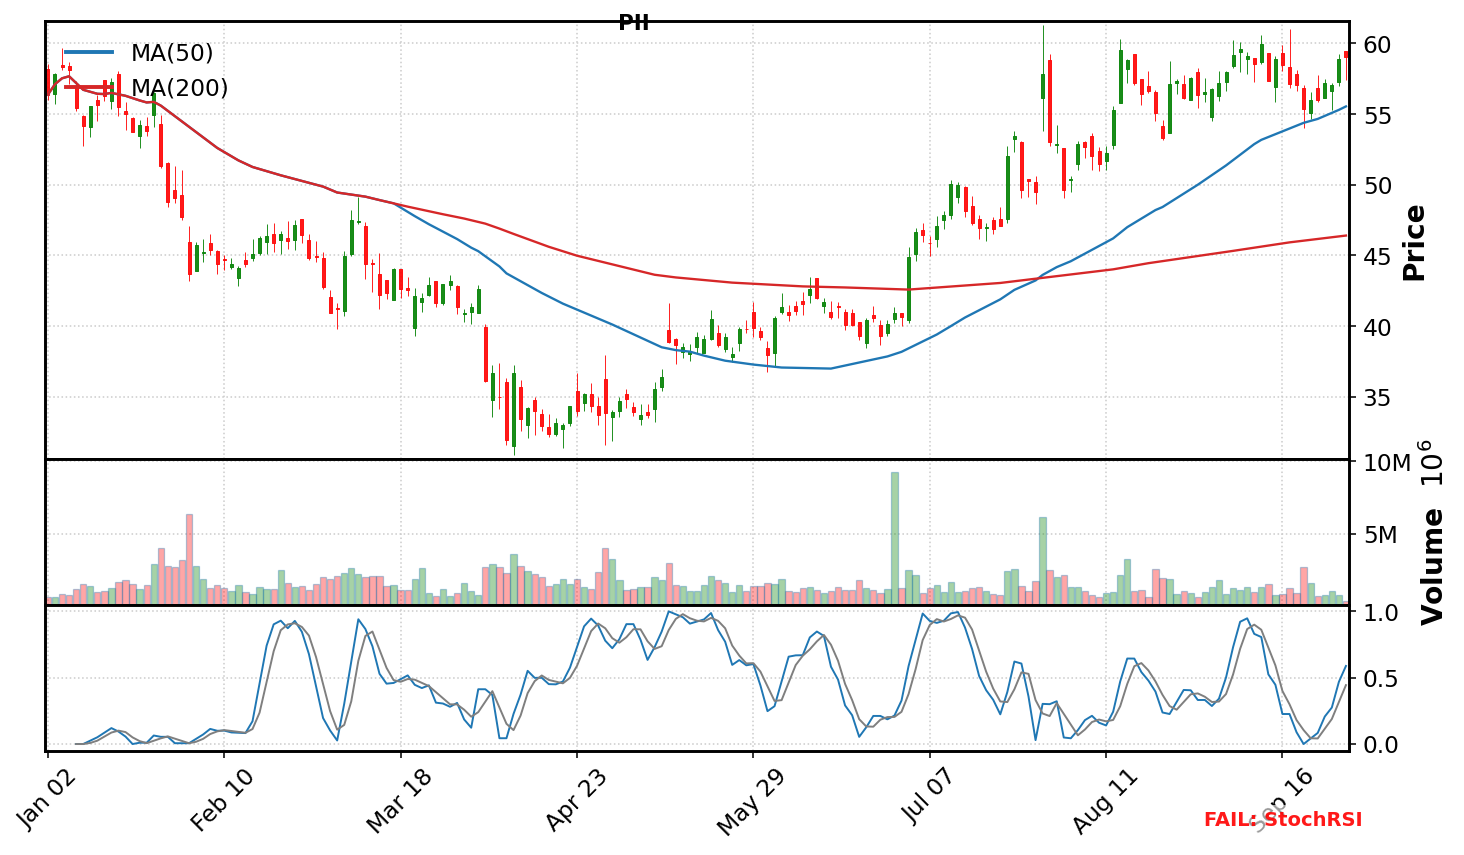 PII
MA(50)
MA(200)
60
55
50
45
40
35
Price
10M
5M
Volume 10^6
1.0
0.5
0.0
Jan 02
Feb 10
Mar 18
Apr 23
May 29
Jul 07
Aug 11
Sep 16
FAIL: StochRSI